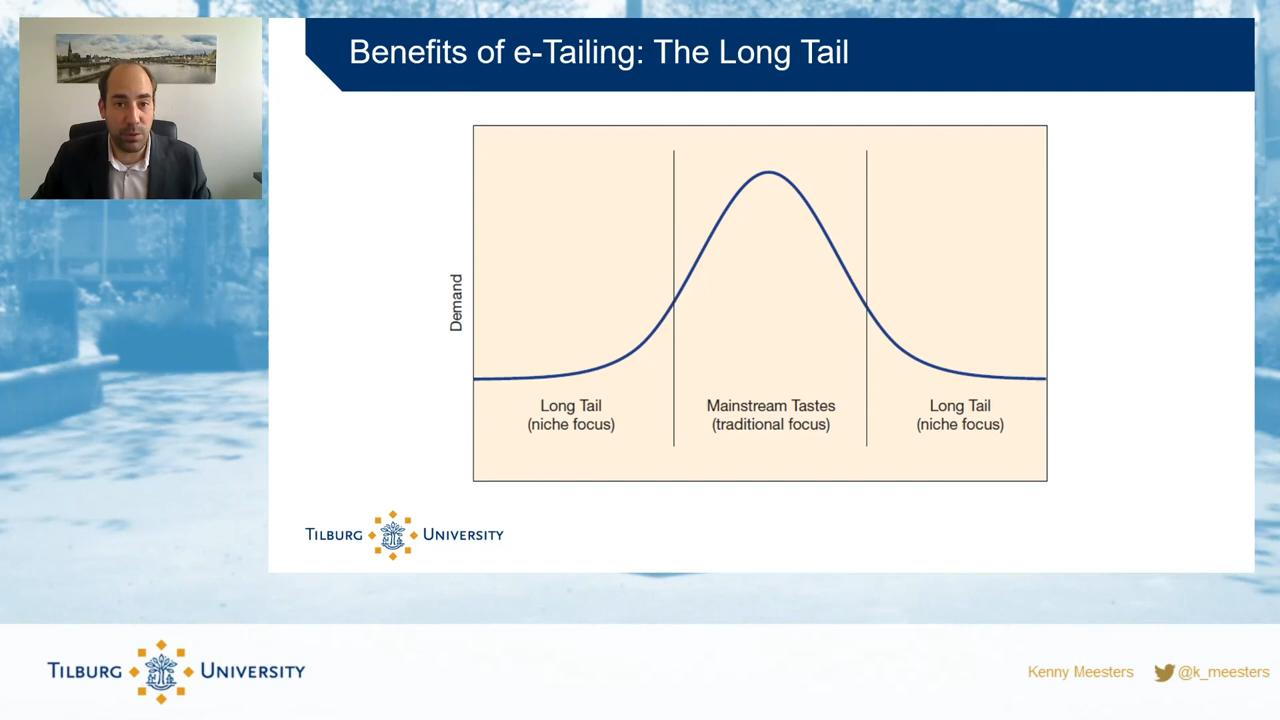 Benefits of e-Tailing: The Long Tail
Demand
Long Tail
(niche focus)
Mainstream Tastes
(traditional focus)
Long Tail
(niche focus)
TILBURG UNIVERSITY
TILBURG UNIVERSITY
Kenny Meesters
@k_meesters